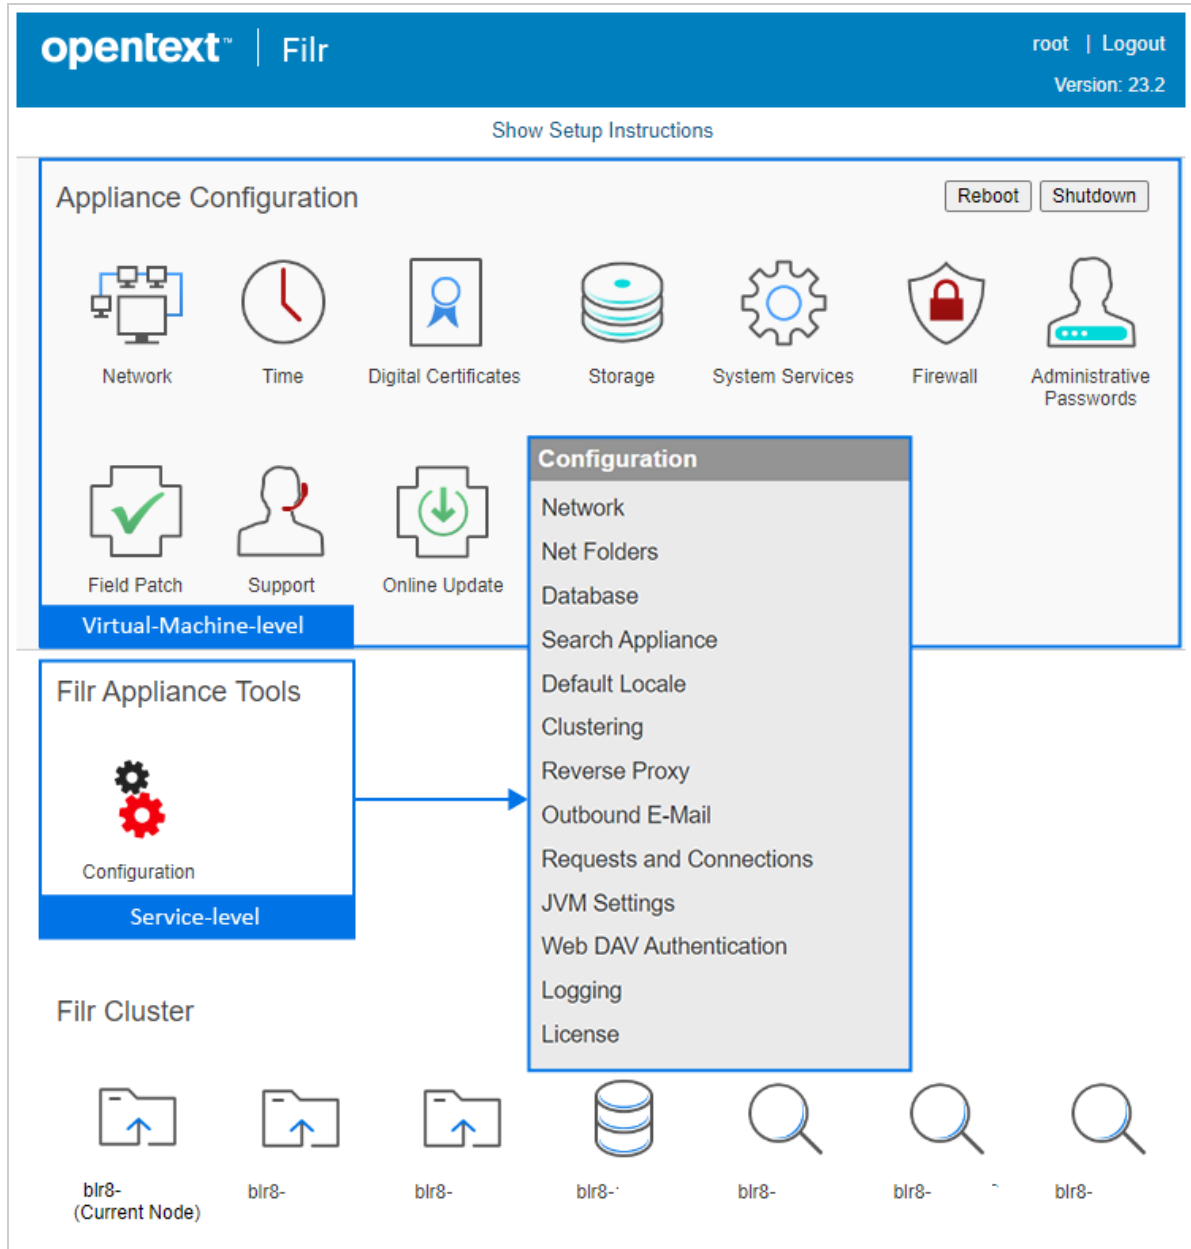 opentext™ | Filr
root | Logout
Version: 23.2
Show Setup Instructions
Appliance Configuration
Reboot
Shutdown
Network
Time
Digital Certificates
Storage
System Services
Firewall
Administrative
Passwords
Field Patch
Support
Online Update
Virtual-Machine-level
Configuration
Network
Net Folders
Database
Search Appliance
Default Locale
Clustering
Reverse Proxy
Outbound E-Mail
Requests and Connections
JVM Settings
Web DAV Authentication
Logging
License
Filr Appliance Tools
Configuration
Service-level
Filr Cluster
blr8-
(Current Node)
blr8-
blr8-
blr8-
blr8-
blr8-
blr8-